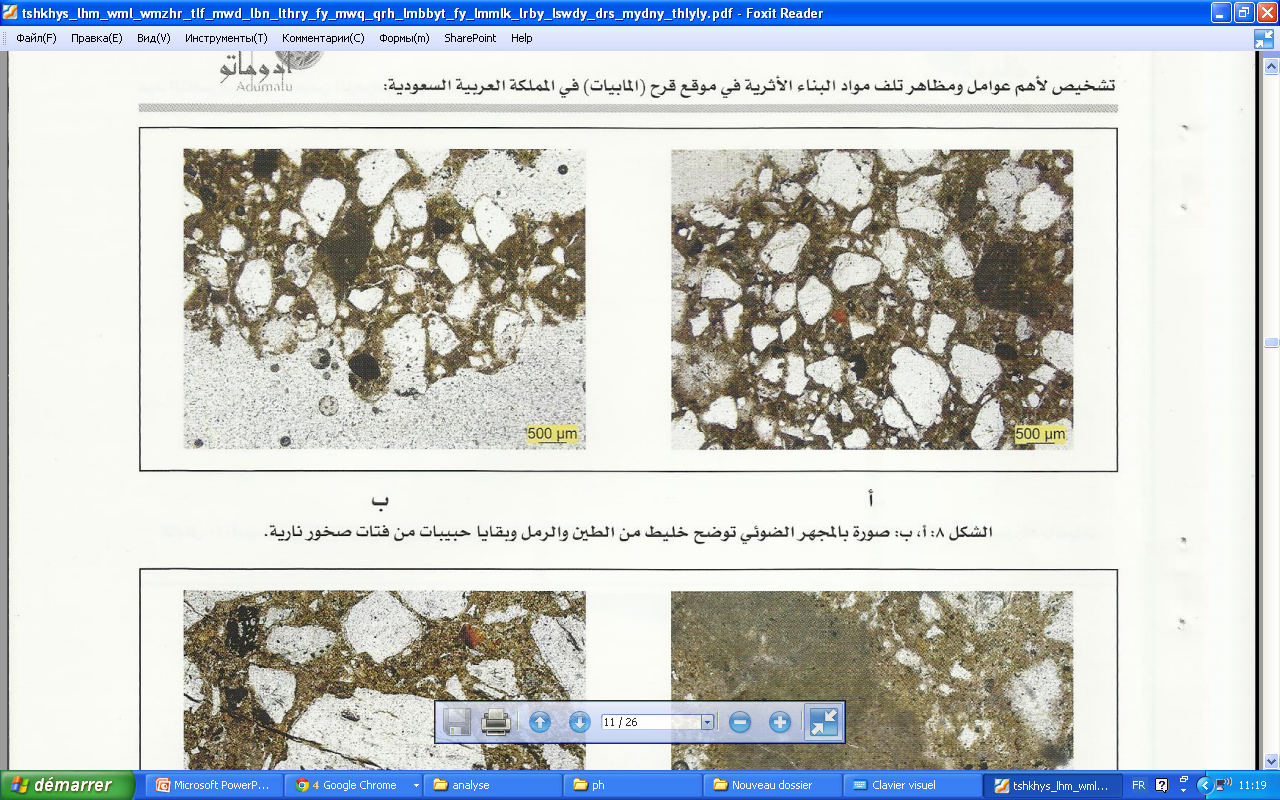 tshkhys_lhm_wml_wmzhr_tlf_mwd_lbn_lthry_fy_mwq_qrh_lmbbyt_fy_lmmlk_lrby_lswdy_drs_mydny_thlyly.pdf - Foxit Reader
Файл(F) Правка(E) Вид(V) Инструменты(T) Комментарии(C) Формы(m) SharePoint Help
أدوماتو
Adumatu
تشخيص لأهم عوامل ومظاهر تلف مواد البناء الأثرية في موقع قرح (المابيات) في المملكة العربية السعودية:
500 µm
500 µm
أ
ب
الشكل ٨: أ، ب: صورة بالمجهر الضوئي توضح خليط من الطين والرمل وبقايا حبيبات من فتات صخور نارية.
11 / 26
démarrer
Microsoft PowerP...
4 Google Chrome
analyse
ph
Nouveau dossier
Clavier visuel
tshkhys_lhm_wml...
FR
11:19